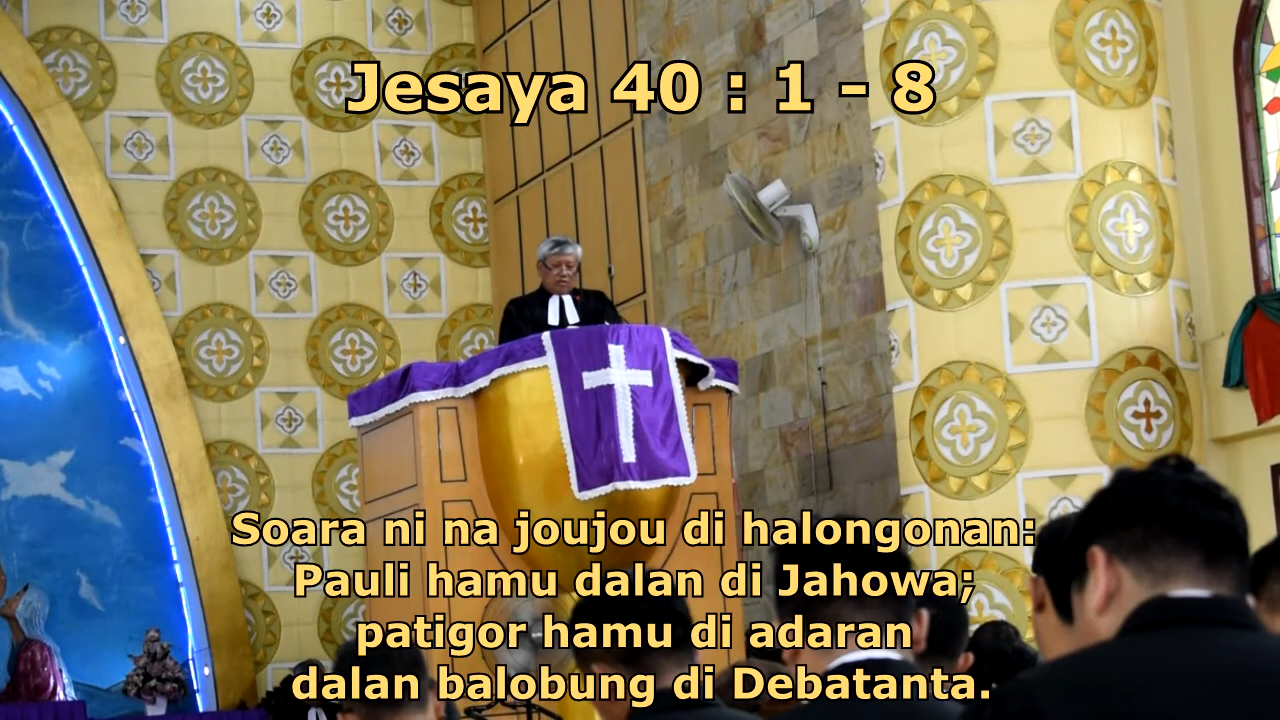 Jesaya 40 : 1 - 8
Soara ni na joujou di halongonan:
Pauli hamu dalan di Jahowa;
patigor hamu di adaran
dalan balobung di Debatanta.